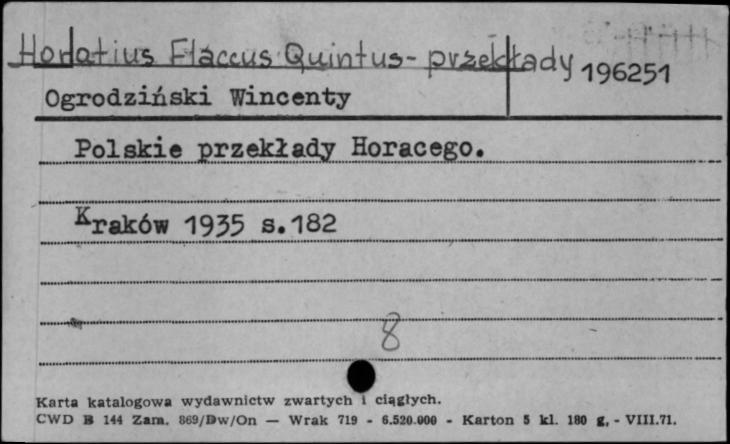 Horatius Flaccus Quintus - przekłady
196251
Ogrodziński Wincenty
Polskie przekłady Horacego.
Kraków 1935 s.182
8
Karta katalogowa wydawnictw zwartych i ciągłych.
CWD B 144 Zam. 869/Dw/On — Wrak 719 - 6.520.000 - Karton 5 kl. 180 g, - VIII.71.